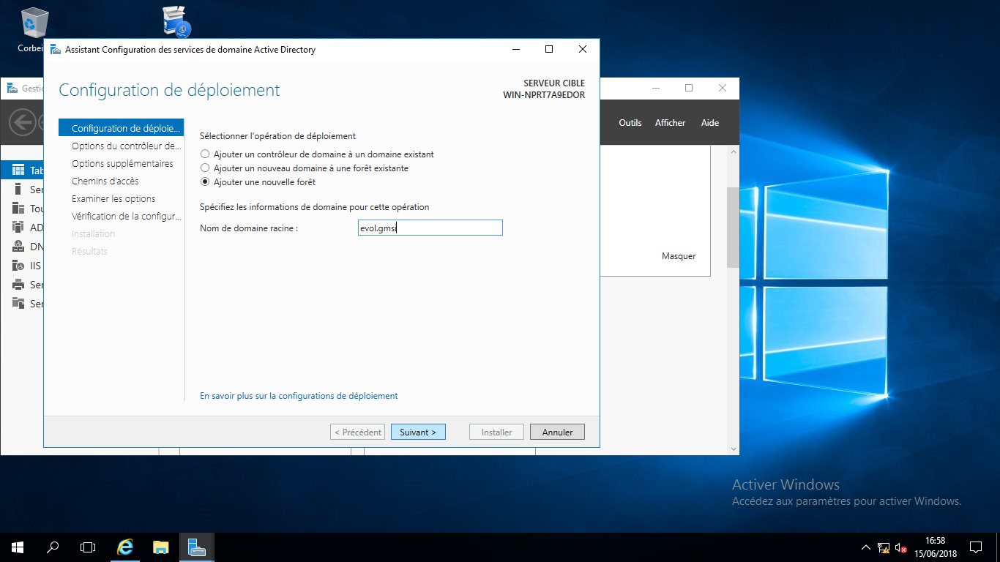 Corbei
Assistant Configuration des services de domaine Active Directory
Gesti
Configuration de déploiement
SERVEUR CIBLE
WIN-NPRT7A9EDOR
Outils Afficher Aide
Configuration de déploie...
Options du contrôleur de...
Options supplémentaires
Chemins d'accès
Examiner les options
Vérification de la configur...
Installation
Résultats
Tab
Ser
Tou
AD
DN
IIS
Ser
Ser
Sélectionner l'opération de déploiement
Ajouter un contrôleur de domaine à un domaine existant
Ajouter un nouveau domaine à une forêt existante
Ajouter une nouvelle forêt
Spécifiez les informations de domaine pour cette opération
Nom de domaine racine : evol.gmsi
Masquer
En savoir plus sur la configurations de déploiement
< Précédent Suivant > Installer Annuler
Activer Windows
Accédez aux paramètres pour activer Windows.
16:58
15/06/2018